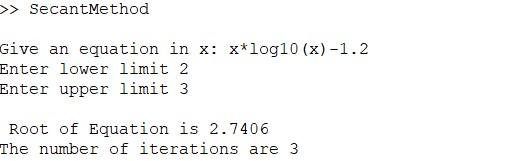 >> SecantMethod
Give an equation in x: x*log10(x)-1.2
Enter lower limit 2
Enter upper limit 3
Root of Equation is 2.7406
The number of iterations are 3